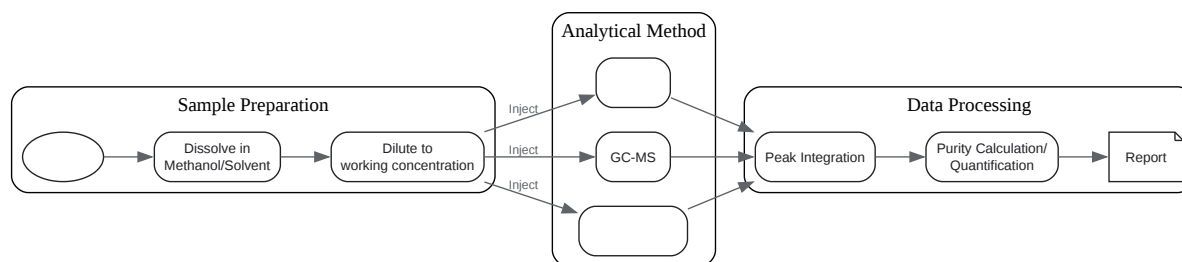 Analytical Method
Sample Preparation
Dissolve in
Methanol/Solvent
Dilute to
working concentration
Inject
Inject
Inject
GC-MS
Data Processing
Peak Integration
Purity Calculation/
Quantification
Report